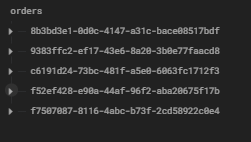 orders
8b3bd3e1-0d0c-4147-a31c-bace08517bdf
9383ffc2-ef17-43e6-8a20-3b0e77faacd8
c6191d24-73bc-481f-a5e0-6063fc1712f3
f52ef428-e90a-44af-96f2-aba20675f17b
f7507087-8116-4abc-b73f-2cd58922c0e4